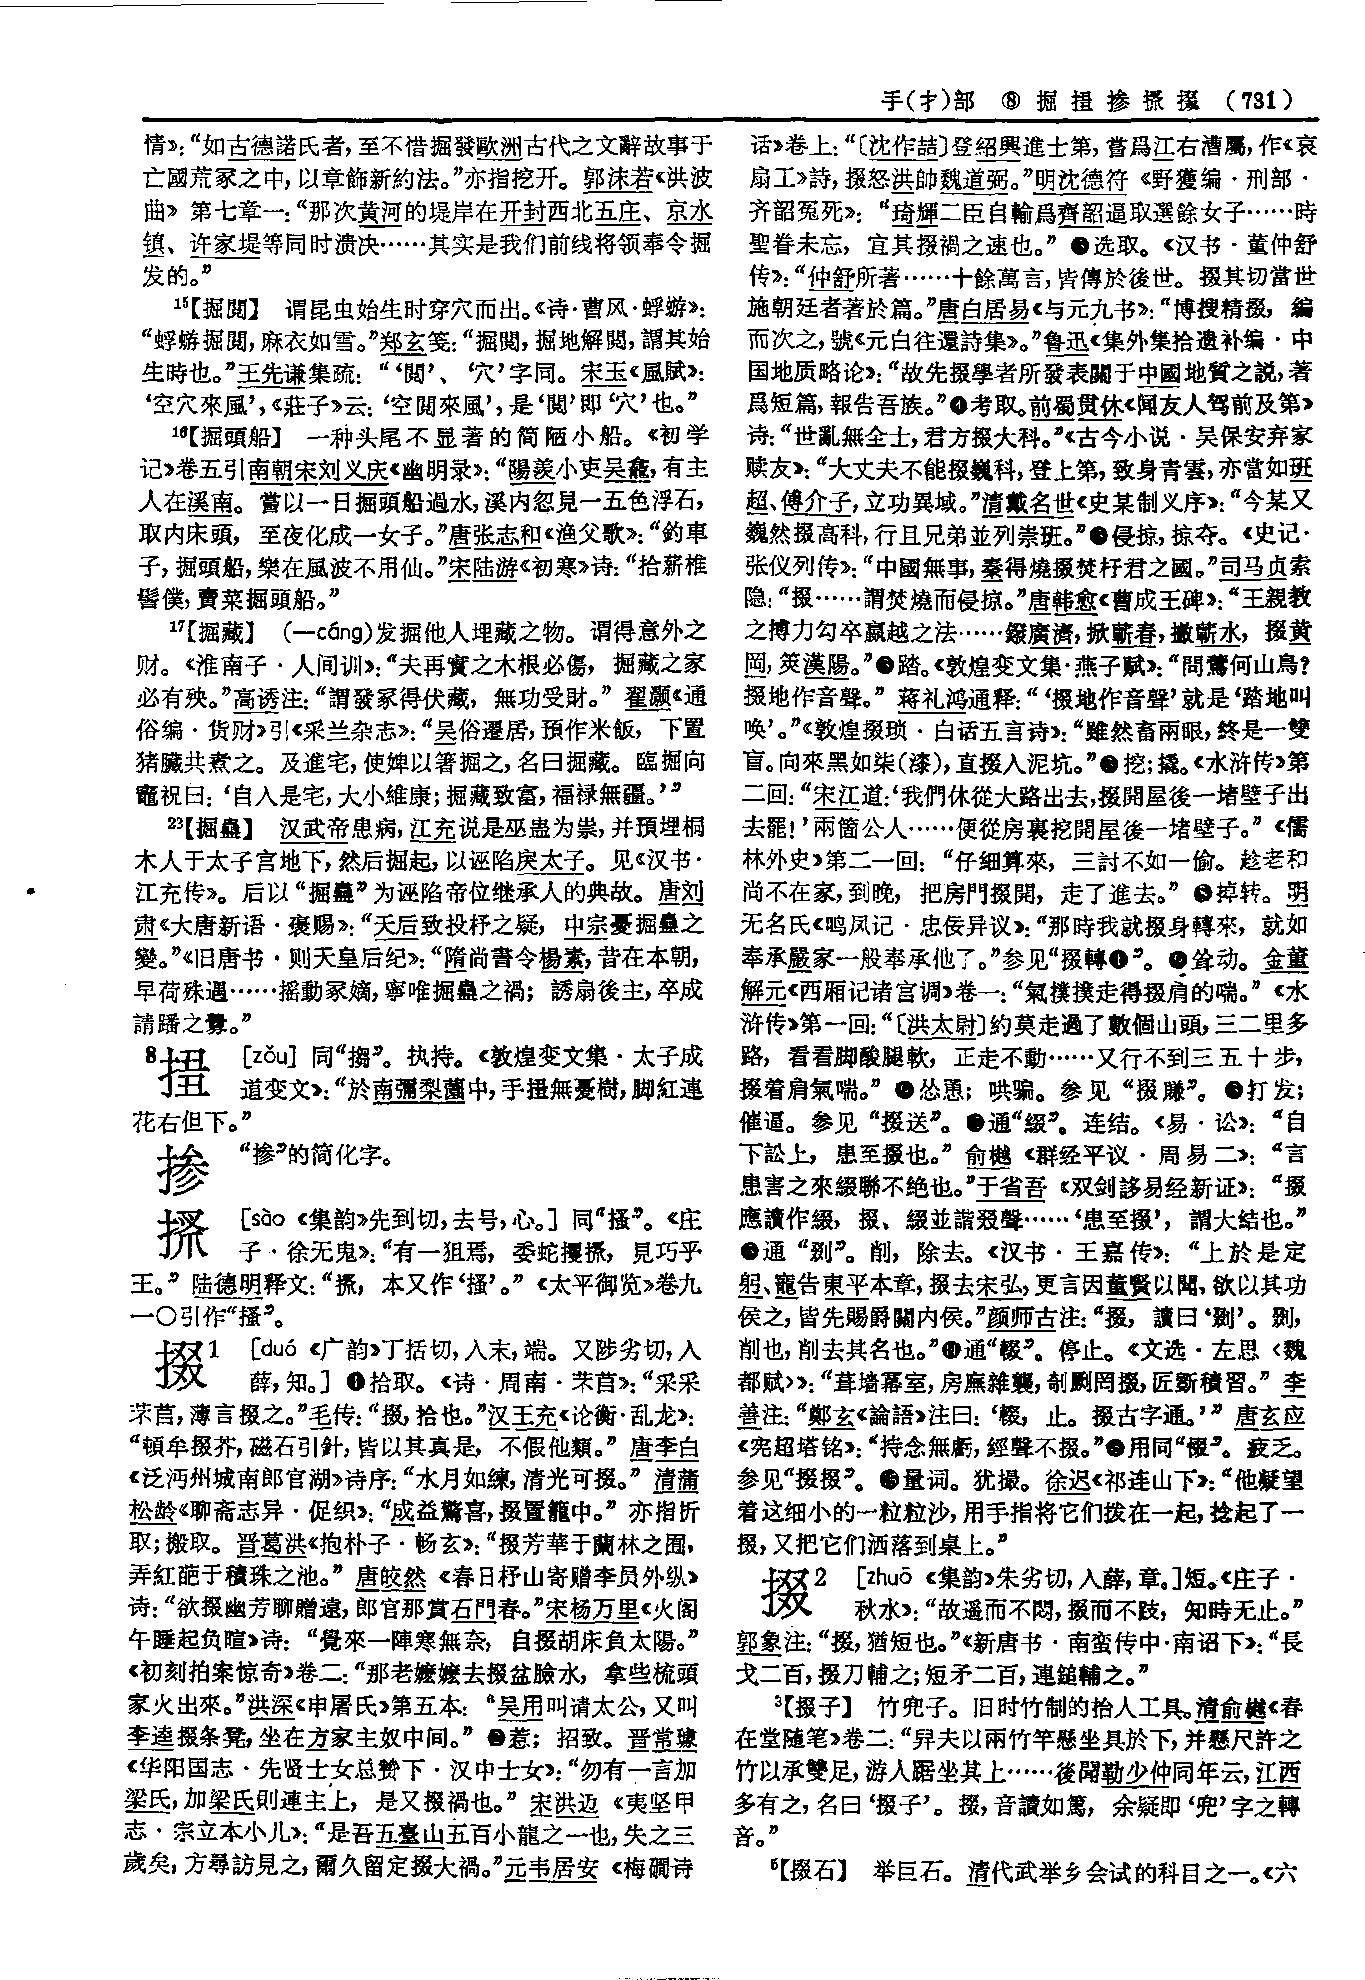 手(扌)部 ⑧ 掘 抯 掺 掁 掇 (731)
情》：“如古德諾氏者，至不惜掘發歐洲古代之文辭故事于
亡國荒冢之中，以章飾新約法。”亦指挖开。郭沫若《洪波
曲》第七章一：“那次黄河的堤岸在开封西北五庄、京水
镇、许家堤等同时溃决……其实是我们前线将领奉令掘
发的。”
15【掘閲】 谓昆虫始生时穿穴而出。《诗·曹风·蜉蝣》：
“蜉蝣掘閲，麻衣如雪。”郑玄笺：“掘閲，掘地解閲，謂其始
生時也。”王先谦集疏：“‘閲’、‘穴’字同。宋玉《風賦》：
‘空穴來風’，《莊子》云：‘空閲來風’，是‘閲’即‘穴’也。”
16【掘頭船】 一种头尾不显著的简陋小船。《初学
记》卷五引南朝宋刘义庆《幽明录》：“陽羨小吏吴龕，有主
人在溪南。嘗以一日掘頭船過水，溪内忽見一五色浮石，
取内床頭，至夜化成一女子。”唐张志和《渔父歌》：“釣車
子，掘頭船，樂在風波不用仙。”宋陆游《初寒》诗：“拾薪椎
髻僕，賣菜掘頭船。”
17【掘藏】 (—cáng)发掘他人埋藏之物。谓得意外之
财。《淮南子·人间训》：“夫再實之木根必傷，掘藏之家
必有殃。”高诱注：“謂發冢得伏藏，無功受財。”翟灏《通
俗编·货财》引《采兰杂志》：“吴俗遷居，預作米飯，下置
猪臟共煮之。及進宅，使婢以箸掘之，名曰掘藏。臨掘向
竈祝曰：‘自入是宅，大小維康；掘藏致富，福禄無疆。’”
23【掘蠱】 汉武帝患病，江充说是巫蛊为祟，并預埋桐
木人于太子宫地下，然后掘起，以诬陷戾太子。见《汉书·
江充传》。后以“掘蠱”为诬陷帝位继承人的典故。唐刘
肃《大唐新语·褒赐》：“天后致投杼之疑，中宗憂掘蠱之
變。”《旧唐书·则天皇后纪》：“隋尚書令楊素，昔在本朝，
早荷殊遇……摇動冢嫡，寧唯掘蠱之禍；誘扇後主，卒成
請蹯之釁。”
8抯 [zǒu] 同“掫”。执持。《敦煌变文集·太子成
道变文》：“於南彌梨薗中，手抯無憂樹，脚紅連
花右但下。”
掺 “摻”的简化字。
[sào 《集韵》先到切，去号，心。] 同“搔”。《庄
子·徐无鬼》：“有一狙焉，委蛇攫，見巧乎
王。”陆德明释文：“，本又作‘搔’。”《太平御览》卷九
一〇引作“搔”。
掇1 [duó 《广韵》丁括切，入末，端。又陟劣切，入
薛，知。] ❶拾取。《诗·周南·芣苢》：“采采
芣苢，薄言掇之。”毛传：“掇，拾也。”汉王充《论衡·乱龙》：
“頓牟掇芥，磁石引針，皆以其真是，不假他類。”唐李白
《泛沔州城南郎官湖》诗序：“水月如練，清光可掇。”清蒲
松龄《聊斋志异·促织》：“成益驚喜，掇置籠中。”亦指折
取；搬取。晋葛洪《抱朴子·畅玄》：“掇芳華于蘭林之囿，
弄紅葩于積珠之池。”唐皎然《春日杼山寄赠李员外纵》
诗：“欲掇幽芳聊贈遠，郎官那賞石門春。”宋杨万里《火阁
午睡起负暄》诗：“覺來一陣寒無奈，自掇胡床負太陽。”
《初刻拍案惊奇》卷二：“那老嬷嬷去掇盆臉水，拿些梳頭
家火出來。”洪深《申屠氏》第五本：“吴用叫请太公，又叫
李逵掇条凳，坐在方家主奴中间。”❷惹；招致。晋常璩
《华阳国志·先贤士女总赞下·汉中士女》：“勿有一言加
梁氏，加梁氏則連主上，是又掇禍也。”宋洪迈《夷坚甲
志·宗立本小儿》：“是吾五臺山五百小龍之一也，失之三
歲矣，方尋訪見之，爾久留定掇大禍。”元韦居安《梅磵诗
话》卷上：“〔沈作喆〕登紹興進士第，嘗爲江右漕屬，作《哀
扇工》詩，掇怒洪帥魏道弼。”明沈德符《野獲编·刑部·
齐韶冤死》：“琦輝二臣自輸爲齊韶逼取選餘女子……時
聖眷未忘，宜其掇禍之速也。”❸选取。《汉书·董仲舒
传》：“仲舒所著……十餘萬言，皆傳於後世。掇其切當世
施朝廷者著於篇。”唐白居易《与元九书》：“博搜精掇，編
而次之，號《元白往還詩集》。”鲁迅《集外集拾遗补编·中
国地质略论》：“故先掇學者所發表關于中國地質之説，著
爲短篇，報告吾族。”❹考取。前蜀贯休《闻友人驾前及第》
诗：“世亂無全士，君方掇大科。”《古今小说·吴保安弃家
赎友》：“大丈夫不能掇巍科，登上第，致身青雲，亦當如班
超、傅介子，立功異域。”清戴名世《史某制义序》：“今某又
巍然掇高科，行且兄弟並列崇班。”❺侵掠，掠夺。《史记·
张仪列传》：“中國無事，秦得燒掇焚杅君之國。”司马贞索
隐：“掇……謂焚燒而侵掠。”唐韩愈《曹成王碑》：“王親教
之搏力勾卒嬴越之法……鏺廣濟，掀蘄春，撇蘄水，掇黄
岡，筴漢陽。”❻踏。《敦煌变文集·燕子赋》：“問鶯何山鳥？
掇地作音聲。”蒋礼鸿通释：“‘掇地作音聲’就是‘踏地叫
唤’。”《敦煌掇琐·白话五言诗》：“雖然畜兩眼，終是一雙
盲。向來黑如柒(漆)，直掇入泥坑。”❼挖；撬。《水浒传》第
二回：“宋江道：‘我們休從大路出去，掇開屋後一堵壁子出
去罷！’兩箇公人……便從房裏挖開屋後一堵壁子。”《儒
林外史》第二一回：“仔细算來，三討不如一偷。趁老和
尚不在家，到晚，把房門掇開，走了進去。”❽掉转。明
无名氏《鸣凤记·忠佞异议》：“那時我就掇身轉來，就如
奉承嚴家一般奉承他了。”参见“掇轉❶”。❾耸动。金董
解元《西厢记诸宫调》卷一：“氣撲撲走得掇肩的喘。”《水
浒传》第一回：“〔洪太尉〕約莫走過了數個山頭，三二里多
路，看看脚酸腿軟，正走不動……又行不到三五十步，
掇着肩氣喘。”❿怂恿；哄骗。参见“掇賺”。⓫打发；
催逼。参见“掇送”。⓬通“綴”。连结。《易·讼》：“自
下訟上，患至掇也。”俞樾《群经平议·周易二》：“言
患害之來綴聯不绝也。”于省吾《双剑誃易经新证》：“掇
應讀作綴，掇、綴並諧叕聲……‘患至掇’，謂大結也。”
⓭通“剟”。削，除去。《汉书·王嘉传》：“上於是定
躬、寵告東平本章，掇去宋弘，更言因董賢以聞，欲以其功
侯之，皆先賜爵關内侯。”颜师古注：“掇，讀曰‘剟’。剟，
削也，削去其名也。”⓮通“輟”。停止。《文选·左思〈魏
都赋〉》：“葺墙幂室，房廡雜襲，剞劂罔掇，匠斲積習。”李
善注：“鄭玄《論語》注曰：‘輟，止。掇古字通。’”唐玄应
《宪超塔铭》：“持念無虧，經聲不掇。”⓯用同“惙”。疲乏。
参见“掇掇”。⓰量词。犹撮。徐迟《祁连山下》：“他凝望
着这细小的一粒粒沙，用手指将它们拨在一起，捻起了一
掇，又把它们洒落到桌上。”
掇2 [zhuō 《集韵》朱劣切，入薛，章。]短。《庄子·
秋水》：“故遥而不悶，掇而不跂，知時无止。”
郭象注：“掇，猶短也。”《新唐书·南蛮传中·南诏下》：“長
戈二百，掇刀輔之；短矛二百，連鎚輔之。”
3【掇子】 竹兜子。旧时竹制的抬人工具。清俞樾《春
在堂随笔》卷二：“舁夫以兩竹竿懸坐具於下，并懸尺許之
竹以承雙足，游人踞坐其上……後聞勒少仲同年云，江西
多有之，名曰‘掇子’。掇，音讀如篤，余疑即‘兜’字之轉
音。”
5【掇石】 举巨石。清代武举乡会试的科目之一。《六